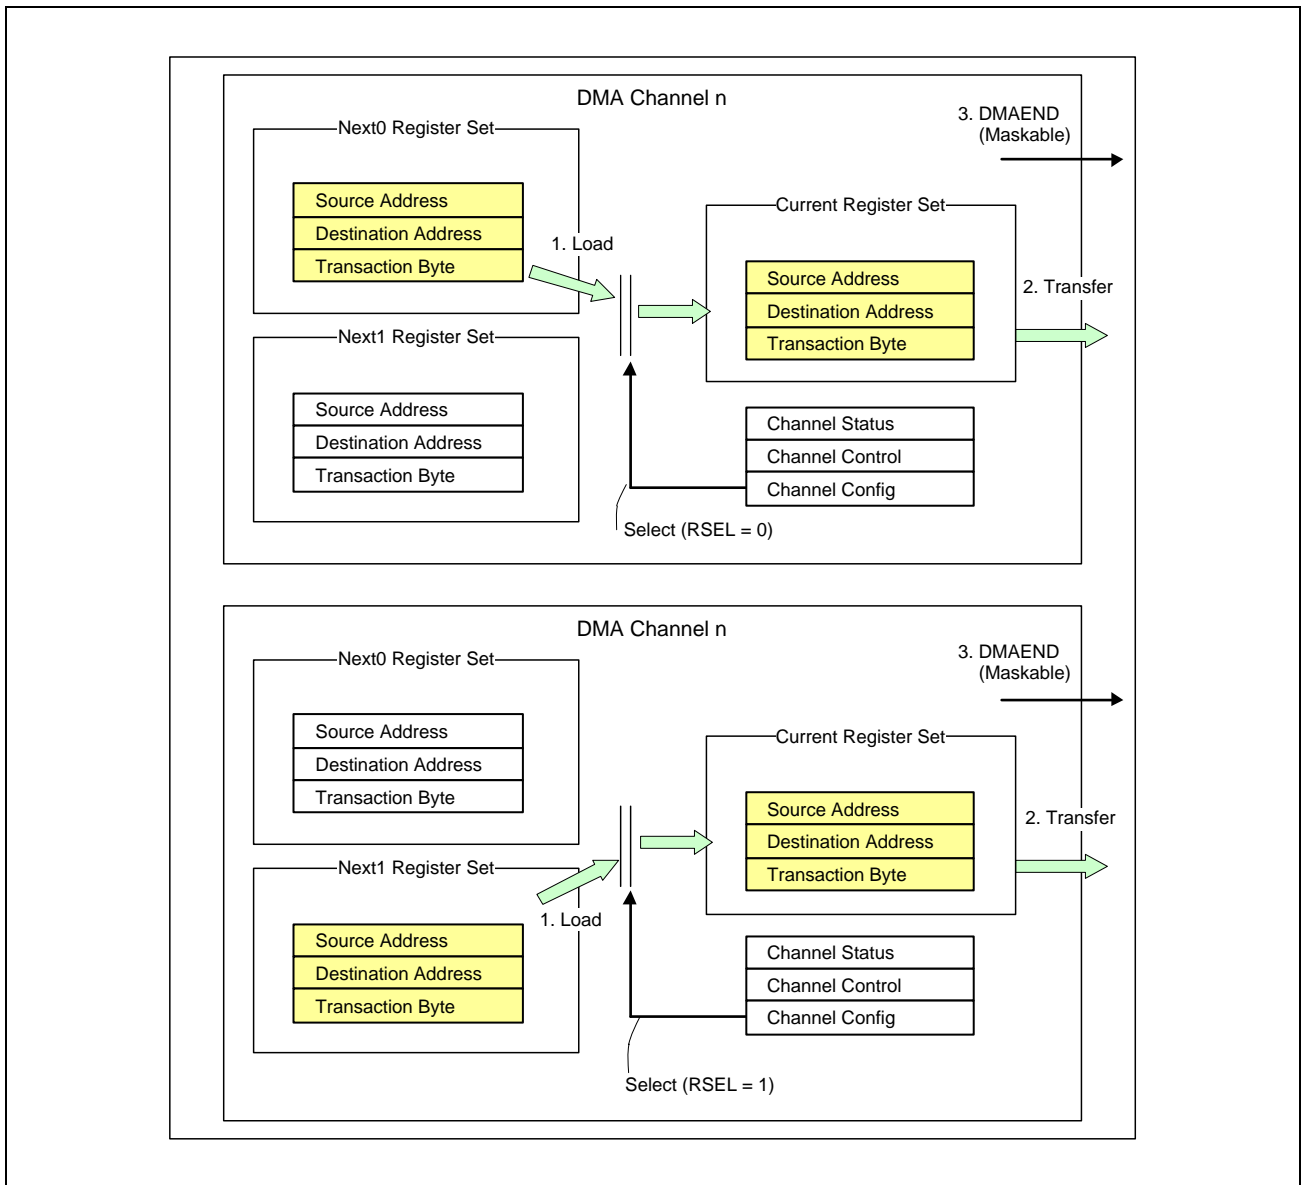 DMA Channel n
Next0 Register Set
Source Address
Destination Address
Transaction Byte
1. Load
Next1 Register Set
Source Address
Destination Address
Transaction Byte
Select (RSEL = 0)
Current Register Set
Source Address
Destination Address
Transaction Byte
Channel Status
Channel Control
Channel Config
3. DMAEND
(Maskable)
2. Transfer
DMA Channel n
Next0 Register Set
Source Address
Destination Address
Transaction Byte
Next1 Register Set
1. Load
Source Address
Destination Address
Transaction Byte
Select (RSEL = 1)
Current Register Set
Source Address
Destination Address
Transaction Byte
Channel Status
Channel Control
Channel Config
3. DMAEND
(Maskable)
2. Transfer